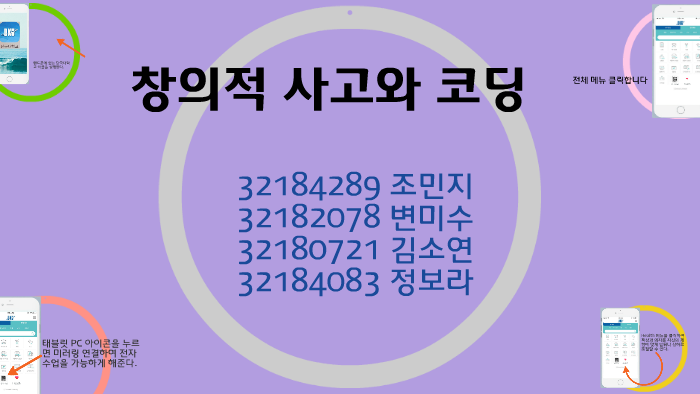 창의적 사고와 코딩
전체 메뉴 클릭합니다
32184289 조민지
32182078 변미수
32180721 김소연
32184083 정보라
태블릿 PC 아이콘을 누르
면 미러링 연결하여 전자
수업을 가능하게 해준다.